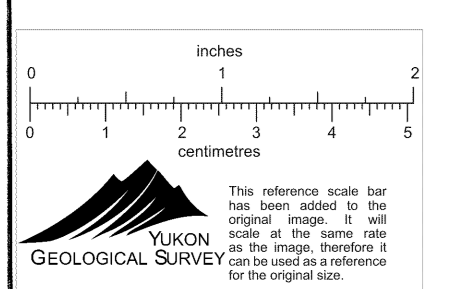 inches
0 1 2
0 1 2 3 4 5
centimetres
This reference scale bar
has been added to the
original image. It will
scale at the same rate
as the image, therefore it
can be used as a reference
for the original size.
YUKON
GEOLOGICAL SURVEY